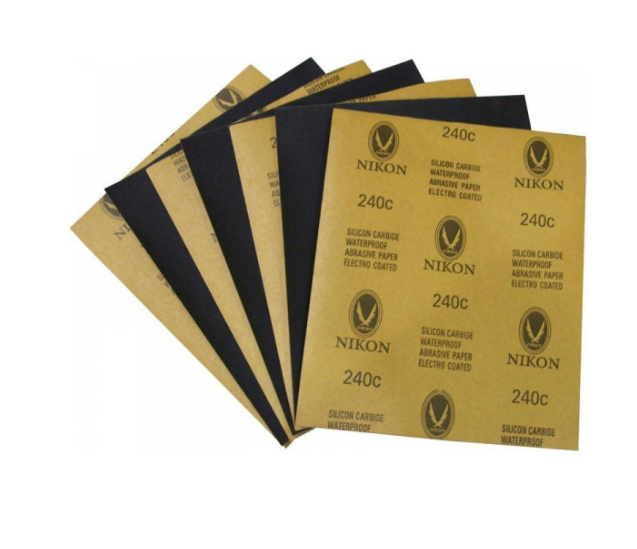 240c
NIKON
SILICON CARBIDE
WATERPROOF
ABRASIVE PAPER
ELECTRO COATED
NIKON
240c
240c
SILICON CARBIDE
WATERPROOF
ABRASIVE PAPER
ELECTRO COATED
NIKON
SILICON CARBIDE
WATERPROOF
ABRASIVE PAPER
ELECTRO COATED
240c
NIKON
SILICON CARBIDE
WATERPROOF
ABRASIVE PAPER
ELECTRO COATED
NIKON
240c
240c
SILICON CARBIDE
WATERPROOF
SILICON CARBIDE
WATERPROOF